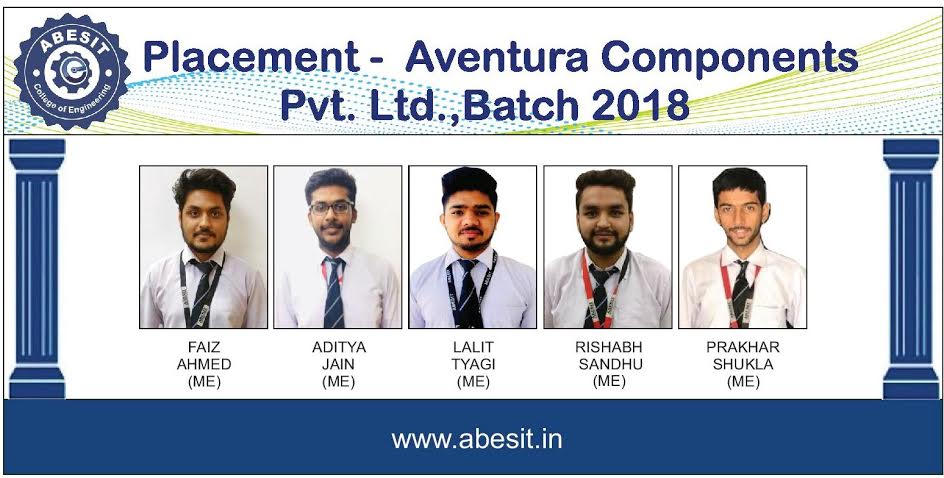 ABESIT
College of Engineering
Placement - Aventura Components
Pvt. Ltd.,Batch 2018
FAIZ
AHMED
(ME)
ADITYA
JAIN
(ME)
LALIT
TYAGI
(ME)
RISHABH
SANDHU
(ME)
PRAKHAR
SHUKLA
(ME)
www.abesit.in